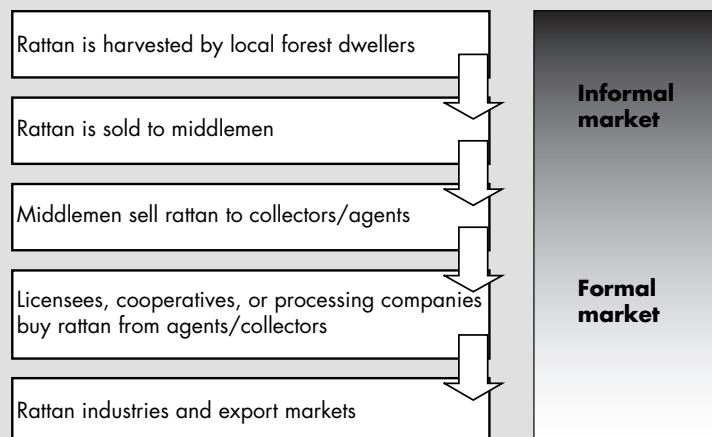 Rattan is harvested by local forest dwellers
Informal
market
Rattan is sold to middlemen
Middlemen sell rattan to collectors/agents
Licensees, cooperatives, or processing companies
buy rattan from agents/collectors
Formal
market
Rattan industries and export markets